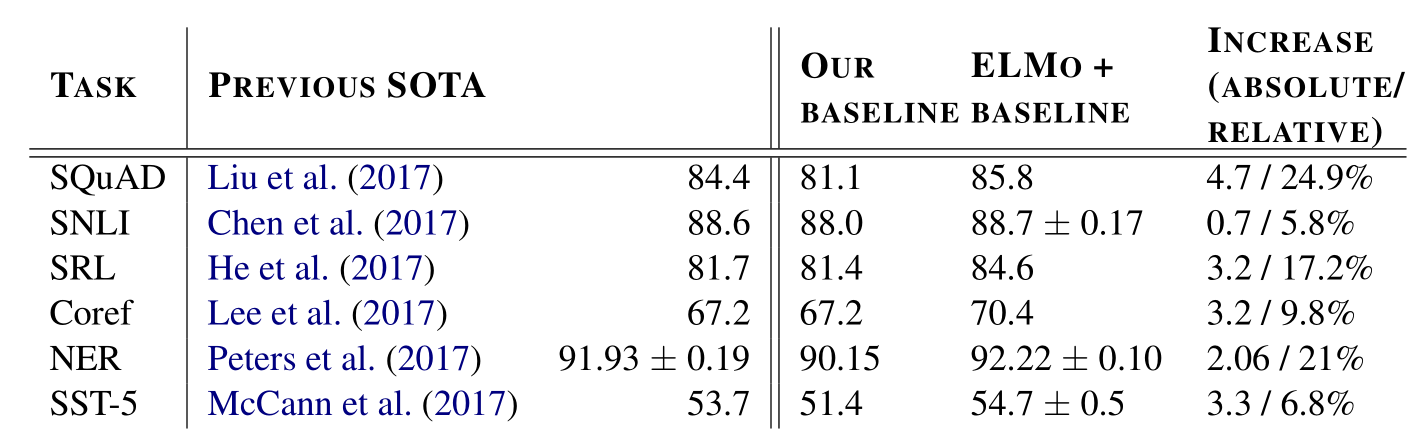 TASK PREVIOUS SOTA OUR BASELINE ELMO + BASELINE INCREASE (ABSOLUTE/ RELATIVE)
SQuAD Liu et al. (2017) 84.4 81.1 85.8 4.7 / 24.9%
SNLI Chen et al. (2017) 88.6 88.0 88.7 ± 0.17 0.7 / 5.8%
SRL He et al. (2017) 81.7 81.4 84.6 3.2 / 17.2%
Coref Lee et al. (2017) 67.2 67.2 70.4 3.2 / 9.8%
NER Peters et al. (2017) 91.93 ± 0.19 90.15 92.22 ± 0.10 2.06 / 21%
SST-5 McCann et al. (2017) 53.7 51.4 54.7 ± 0.5 3.3 / 6.8%